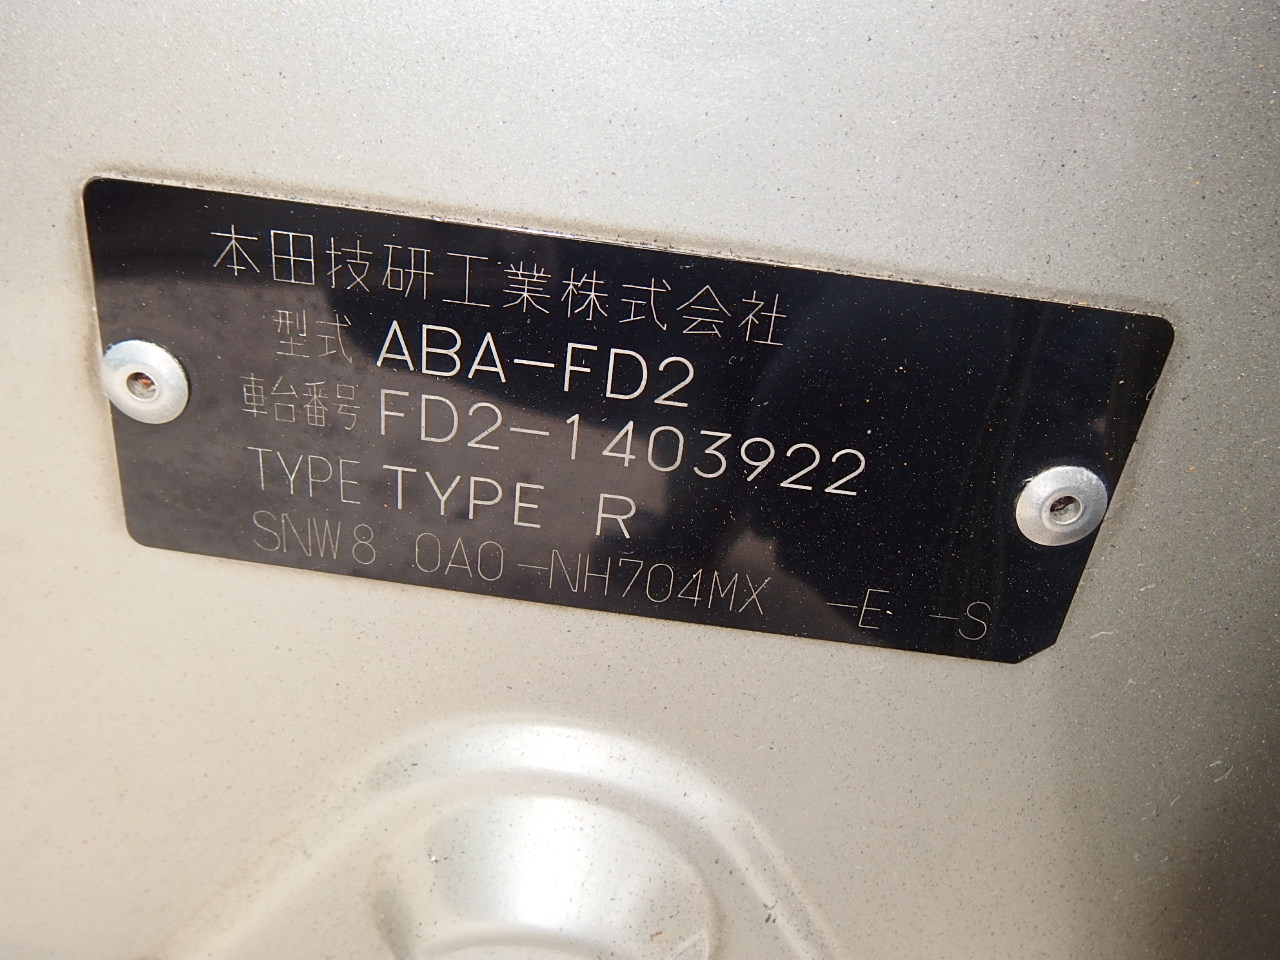 本田技研工業株式会社
型式 ABA-FD2
車台番号 FD2-1403922
TYPE TYPE R
SNW8 0A0-NH704MX -E -S